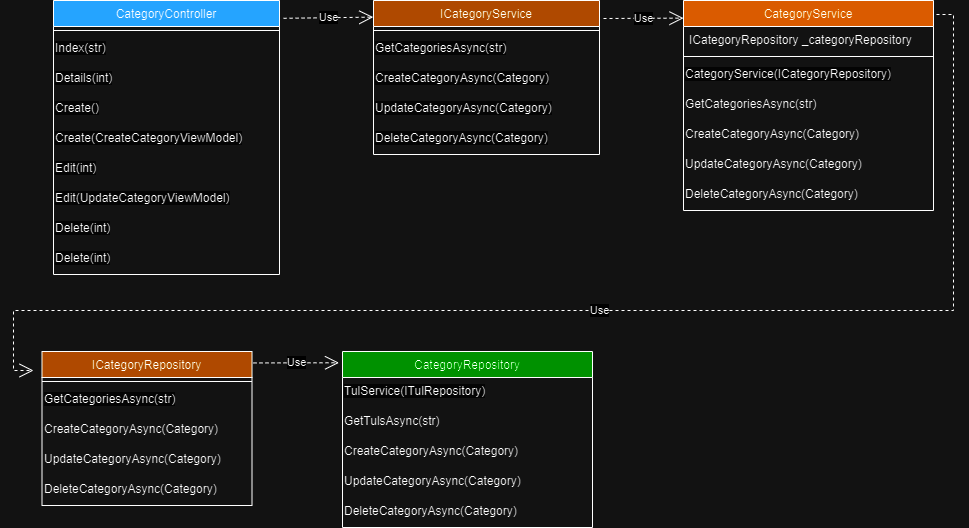 CategoryController
Index(str)
Details(int)
Create()
Create(CreateCategoryViewModel)
Edit(int)
Edit(UpdateCategoryViewModel)
Delete(int)
Delete(int)
Use
ICategoryService
GetCategoriesAsync(str)
CreateCategoryAsync(Category)
UpdateCategoryAsync(Category)
DeleteCategoryAsync(Category)
Use
CategoryService
ICategoryRepository _categoryRepository
CategoryService(ICategoryRepository)
GetCategoriesAsync(str)
CreateCategoryAsync(Category)
UpdateCategoryAsync(Category)
DeleteCategoryAsync(Category)
Use
ICategoryRepository
GetCategoriesAsync(str)
CreateCategoryAsync(Category)
UpdateCategoryAsync(Category)
DeleteCategoryAsync(Category)
Use
CategoryRepository
TulService(ITulRepository)
GetTulsAsync(str)
CreateCategoryAsync(Category)
UpdateCategoryAsync(Category)
DeleteCategoryAsync(Category)